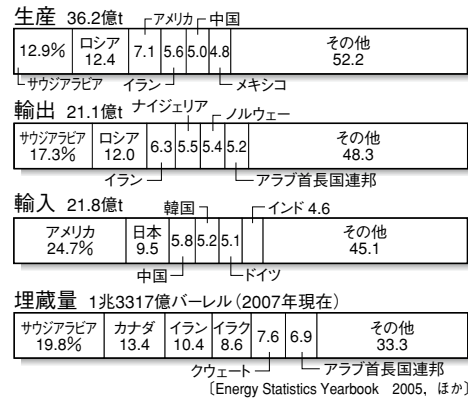 生産 36.2億t
アメリカ 中国
12.9% ロシア 12.4 7.1 5.6 5.0 4.8 その他 52.2
サウジアラビア イラン メキシコ
輸出 21.1億t
ナイジェリア ノルウェー
サウジアラビア 17.3% ロシア 12.0 6.3 5.5 5.4 5.2 その他 48.3
イラン アラブ首長国連邦
輸入 21.8億t
韓国 インド 4.6
アメリカ 24.7% 日本 9.5 5.8 5.2 5.1 その他 45.1
中国 ドイツ
埋蔵量 1兆3317億バーレル(2007年現在)
サウジアラビア 19.8% カナダ 13.4 イラン 10.4 イラク 8.6 7.6 6.9 その他 33.3
クウェート アラブ首長国連邦
〔Energy Statistics Yearbook 2005, ほか〕